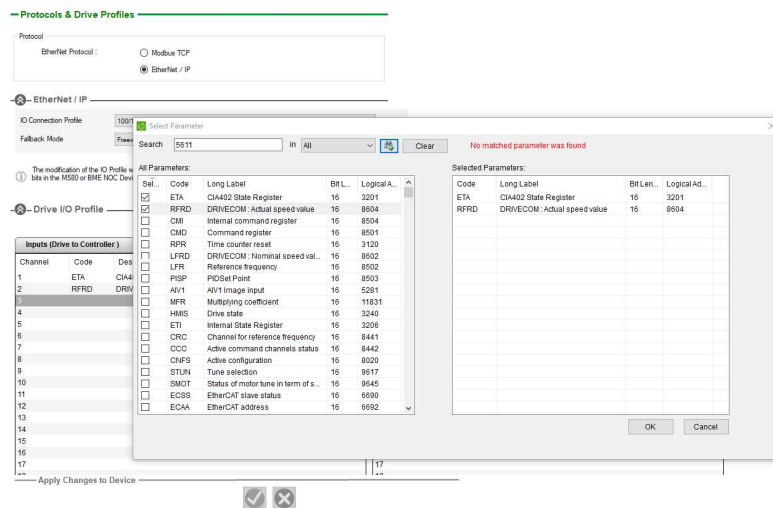 Protocols & Drive Profiles
Protocol
EtherNet Protocol :
Modbus TCP
EtherNet / IP
EtherNet / IP
IO Connection Profile
100/1
Fallback Mode
Freew
The modification of the IO Profile w
bits in the M580 or BME NOC Devi
Drive I/O Profile
Inputs (Drive to Controller )
Channel Code Des
1 ETA CIA4
2 RFRD DRIV
3
4
5
6
7
8
9
10
11
12
13
14
15
16
17 17
Apply Changes to Device
Select Parameter
Search 5611 in All Clear No matched parameter was found
All Parameters:
Sel... Code Long Label Bit L... Logical A...
ETA CIA402 State Register 16 3201
RFRD DRIVECOM : Actual speed value 16 8604
CMI Internal command register 16 8504
CMD Command register 16 8501
RPR Time counter reset 16 3120
LFRD DRIVECOM : Nominal speed val... 16 8602
LFR Reference frequency 16 8502
PISP PIDSet Point 16 8503
AIV1 AIV1 Image input 16 5281
MFR Multiplying coefficient 16 11831
HMIS Drive state 16 3240
ETI Internal State Register 16 3206
CRC Channel for reference frequency 16 8441
CCC Active command channels status 16 8442
CNFS Active configuration 16 8020
STUN Tune selection 16 9617
SMOT Status of motor tune in term of s... 16 9645
ECSS EtherCAT slave status 16 6690
ECAA EtherCAT address 16 6692
Selected Parameters:
Code Long Label Bit Len... Logical Ad...
ETA CIA402 State Register 16 3201
RFRD DRIVECOM : Actual speed value 16 8604
OK Cancel